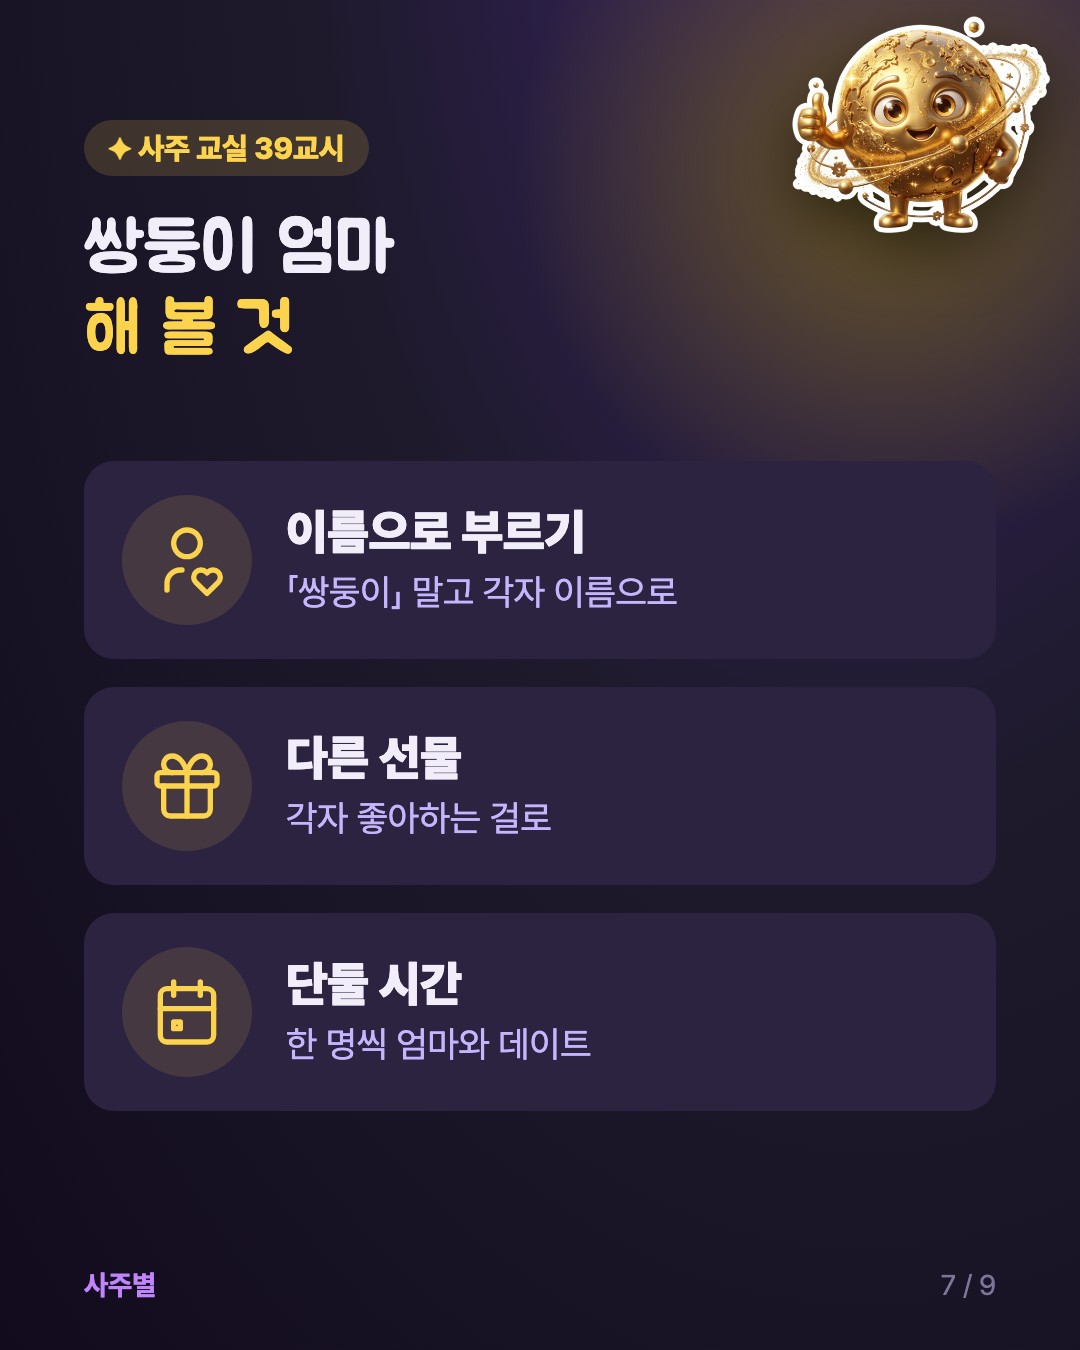 ✦ 사주 교실 39교시
쌍둥이 엄마
해 볼 것
이름으로 부르기
「쌍둥이」 말고 각자 이름으로
다른 선물
각자 좋아하는 걸로
단둘 시간
한 명씩 엄마와 데이트
사주별
7 / 9